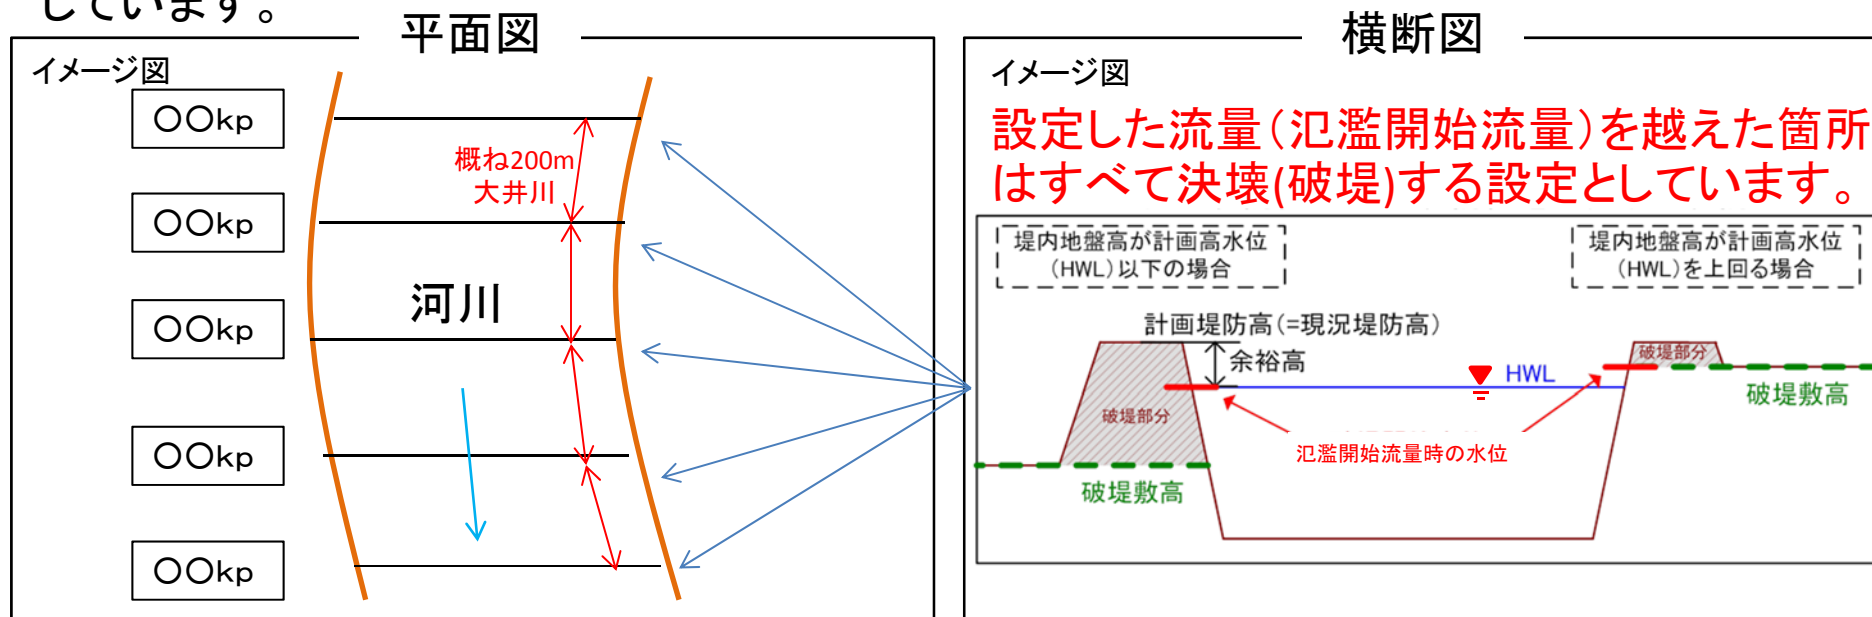 しています。
平面図
イメージ図
〇〇kp
〇〇kp
〇〇kp
〇〇kp
〇〇kp
概ね200m
大井川
河川
横断図
イメージ図
設定した流量(氾濫開始流量)を越えた箇所
はすべて決壊(破堤)する設定としています。
堤内地盤高が計画高水位
(HWL)以下の場合
堤内地盤高が計画高水位
(HWL)を上回る場合
計画堤防高(=現況堤防高)
余裕高
HWL
破堤部分
破堤敷高
破堤部分
氾濫開始流量時の水位
破堤敷高